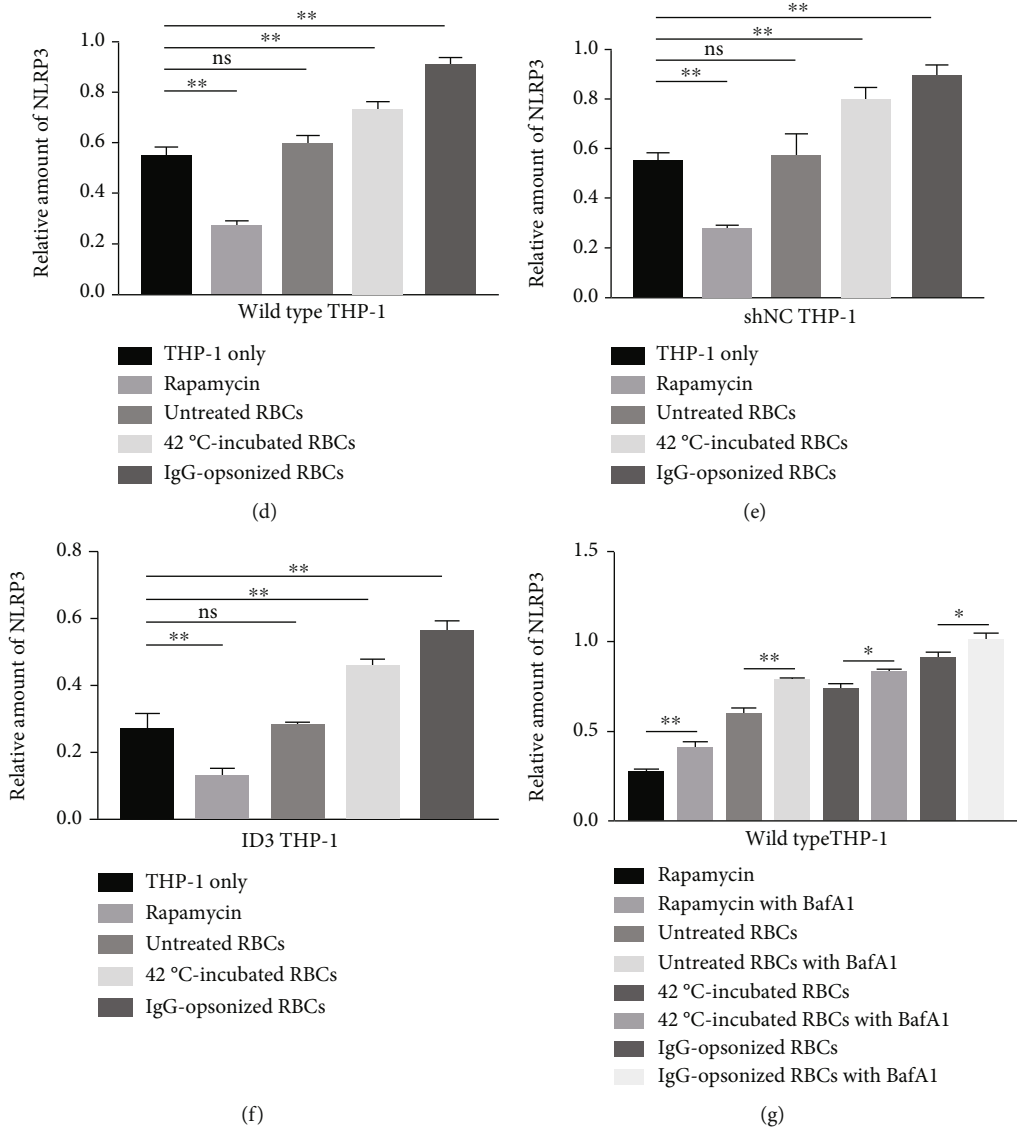 **
**
ns
**
1.0
0.8
0.6
0.4
0.2
0.0
Relative amount of NLRP3
Wild type THP-1
THP-1 only
Rapamycin
Untreated RBCs
42 °C-incubated RBCs
IgG-opsonized RBCs
(d)
**
**
ns
**
1.0
0.8
0.6
0.4
0.2
0.0
Relative amount of NLRP3
shNC THP-1
THP-1 only
Rapamycin
Untreated RBCs
42 °C-incubated RBCs
IgG-opsonized RBCs
(e)
0.8
0.6
0.4
0.2
0.0
Relative amount of NLRP3
**
**
ns
**
ID3 THP-1
THP-1 only
Rapamycin
Untreated RBCs
42 °C-incubated RBCs
IgG-opsonized RBCs
(f)
1.5
1.0
0.5
0.0
Relative amount of NLRP3
**
**
*
*
Wild typeTHP-1
Rapamycin
Rapamycin with BafA1
Untreated RBCs
Untreated RBCs with BafA1
42 °C-incubated RBCs
42 °C-incubated RBCs with BafA1
IgG-opsonized RBCs
IgG-opsonized RBCs with BafA1
(g)